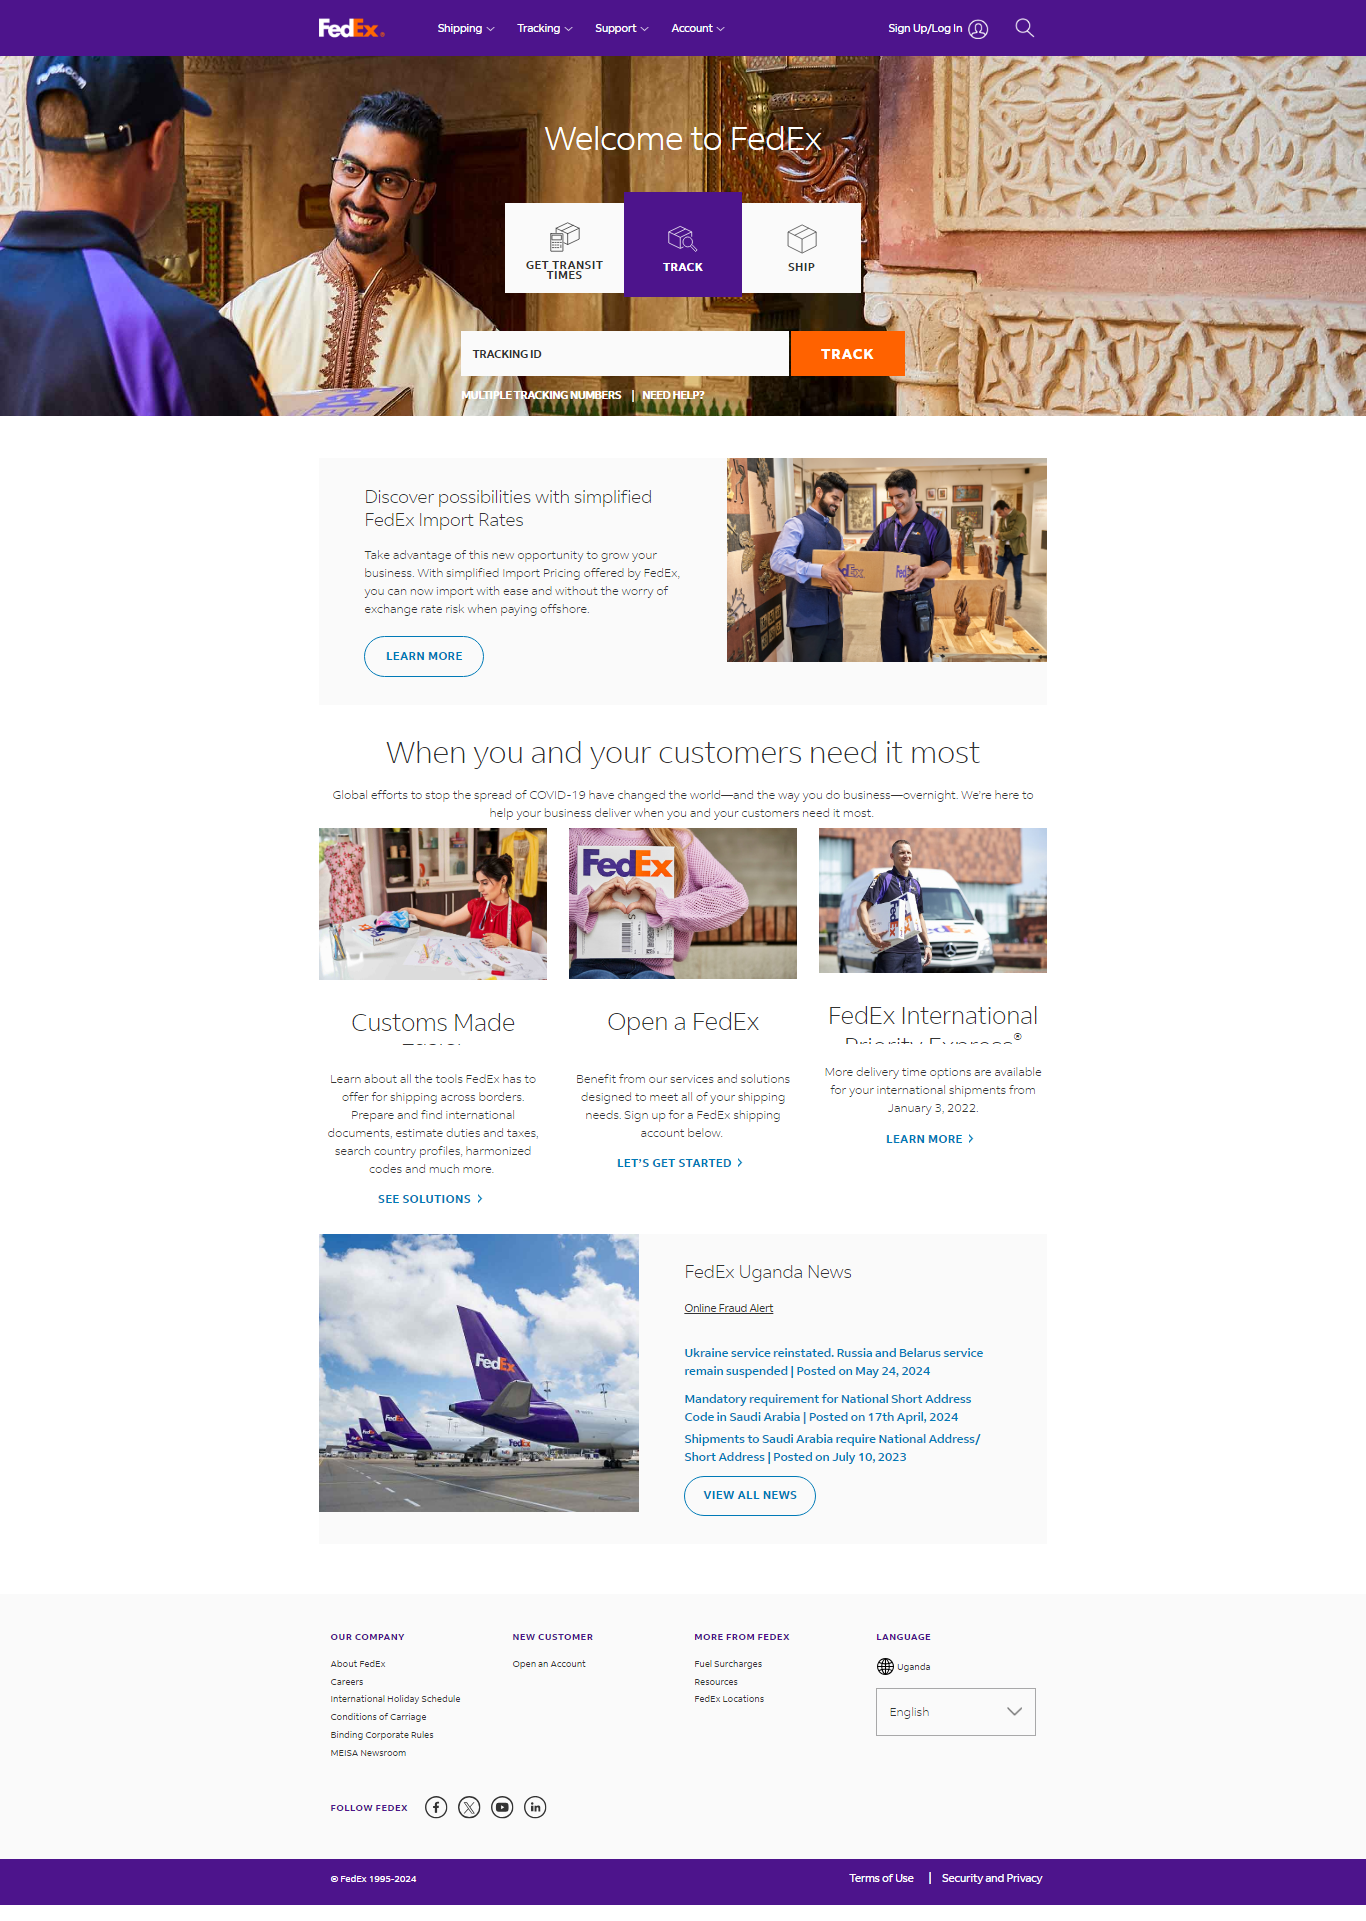 FedEx®
Shipping
Tracking
Support
Account
Sign Up/Log In
Welcome to FedEx
GET TRANSIT
TIMES
TRACK
SHIP
TRACKING ID
TRACK
MULTIPLE TRACKING NUMBERS | NEED HELP?
Discover possibilities with simplified
FedEx Import Rates
Take advantage of this new opportunity to grow your
business. With simplified Import Pricing offered by FedEx,
you can now import with ease and without the worry of
exchange rate risk when paying offshore.
LEARN MORE
When you and your customers need it most
Global efforts to stop the spread of COVID-19 have changed the world—and the way you do business—overnight. We're here to
help your business deliver when you and your customers need it most.
FedEx
FedEx
Customs Made
Learn about all the tools FedEx has to
offer for shipping across borders.
Prepare and find international
documents, estimate duties and taxes,
search country profiles, harmonized
codes and much more.
SEE SOLUTIONS
Open a FedEx
Benefit from our services and solutions
designed to meet all of your shipping
needs. Sign up for a FedEx shipping
account below.
LET'S GET STARTED
FedEx International
Priority Express®
More delivery time options are available
for your international shipments from
January 3, 2022.
LEARN MORE
FedEx
FedEx
FedEx
FedEx Uganda News
Online Fraud Alert
Ukraine service reinstated. Russia and Belarus service
remain suspended | Posted on May 24, 2024
Mandatory requirement for National Short Address
Code in Saudi Arabia | Posted on 17th April, 2024
Shipments to Saudi Arabia require National Address/
Short Address | Posted on July 10, 2023
VIEW ALL NEWS
OUR COMPANY
About FedEx
Careers
International Holiday Schedule
Conditions of Carriage
Binding Corporate Rules
MEISA Newsroom
NEW CUSTOMER
Open an Account
MORE FROM FEDEX
Fuel Surcharges
Resources
FedEx Locations
LANGUAGE
Uganda
English
FOLLOW FEDEX
© FedEx 1995-2024
Terms of Use | Security and Privacy